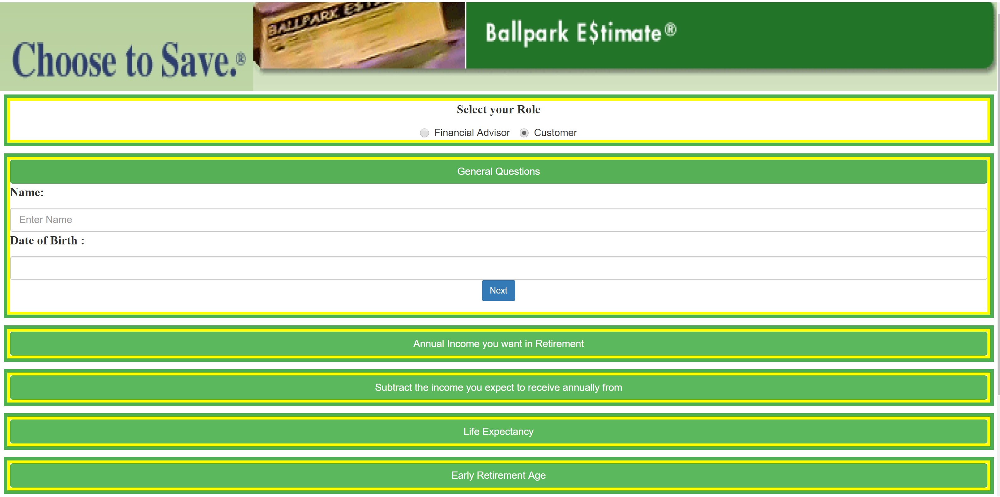 BALLPARK
Ballpark E$timate®
Choose to Save.®
Select your Role
Financial Advisor Customer
General Questions
Name:
Enter Name
Date of Birth :
Next
Annual Income you want in Retirement
Subtract the income you expect to receive annually from
Life Expectancy
Early Retirement Age